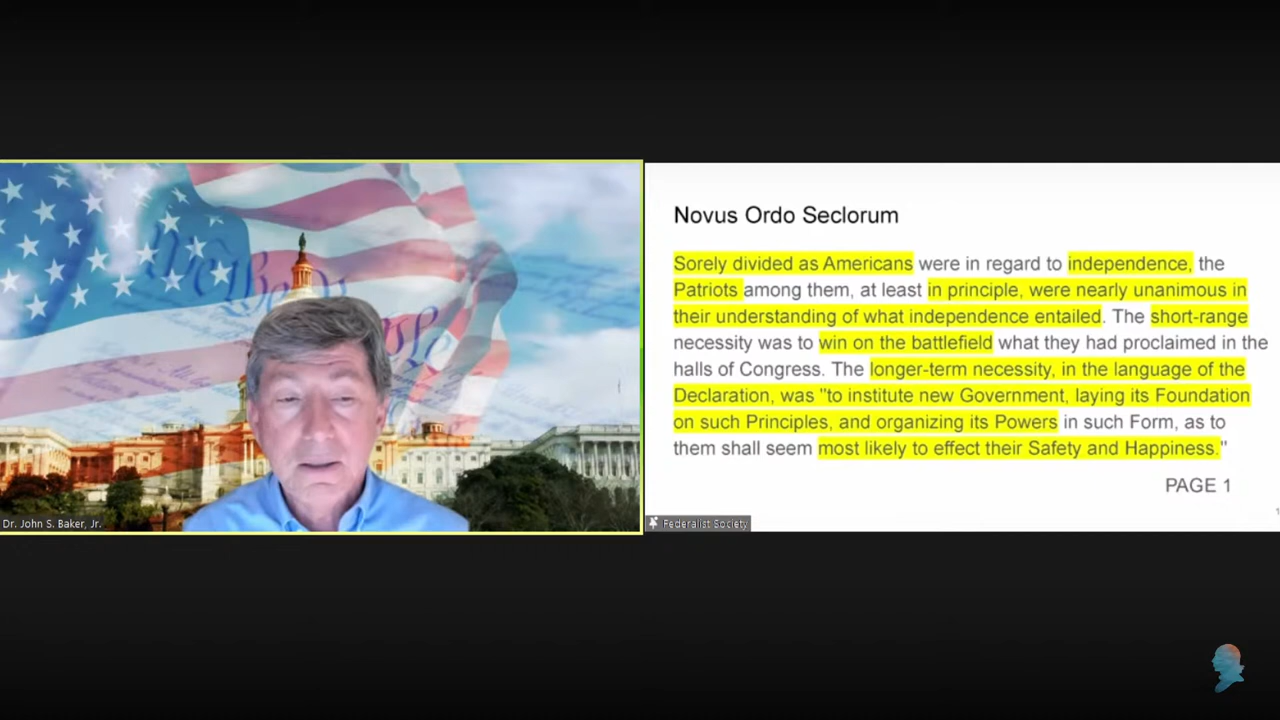 We the People
Dr. John S. Baker, Jr.
Novus Ordo Seclorum
Sorely divided as Americans were in regard to independence, the
Patriots among them, at least in principle, were nearly unanimous in
their understanding of what independence entailed. The short-range
necessity was to win on the battlefield what they had proclaimed in the
halls of Congress. The longer-term necessity, in the language of the
Declaration, was "to institute new Government, laying its Foundation
on such Principles, and organizing its Powers in such Form, as to
them shall seem most likely to effect their Safety and Happiness."
PAGE 1
1
Federalist Society